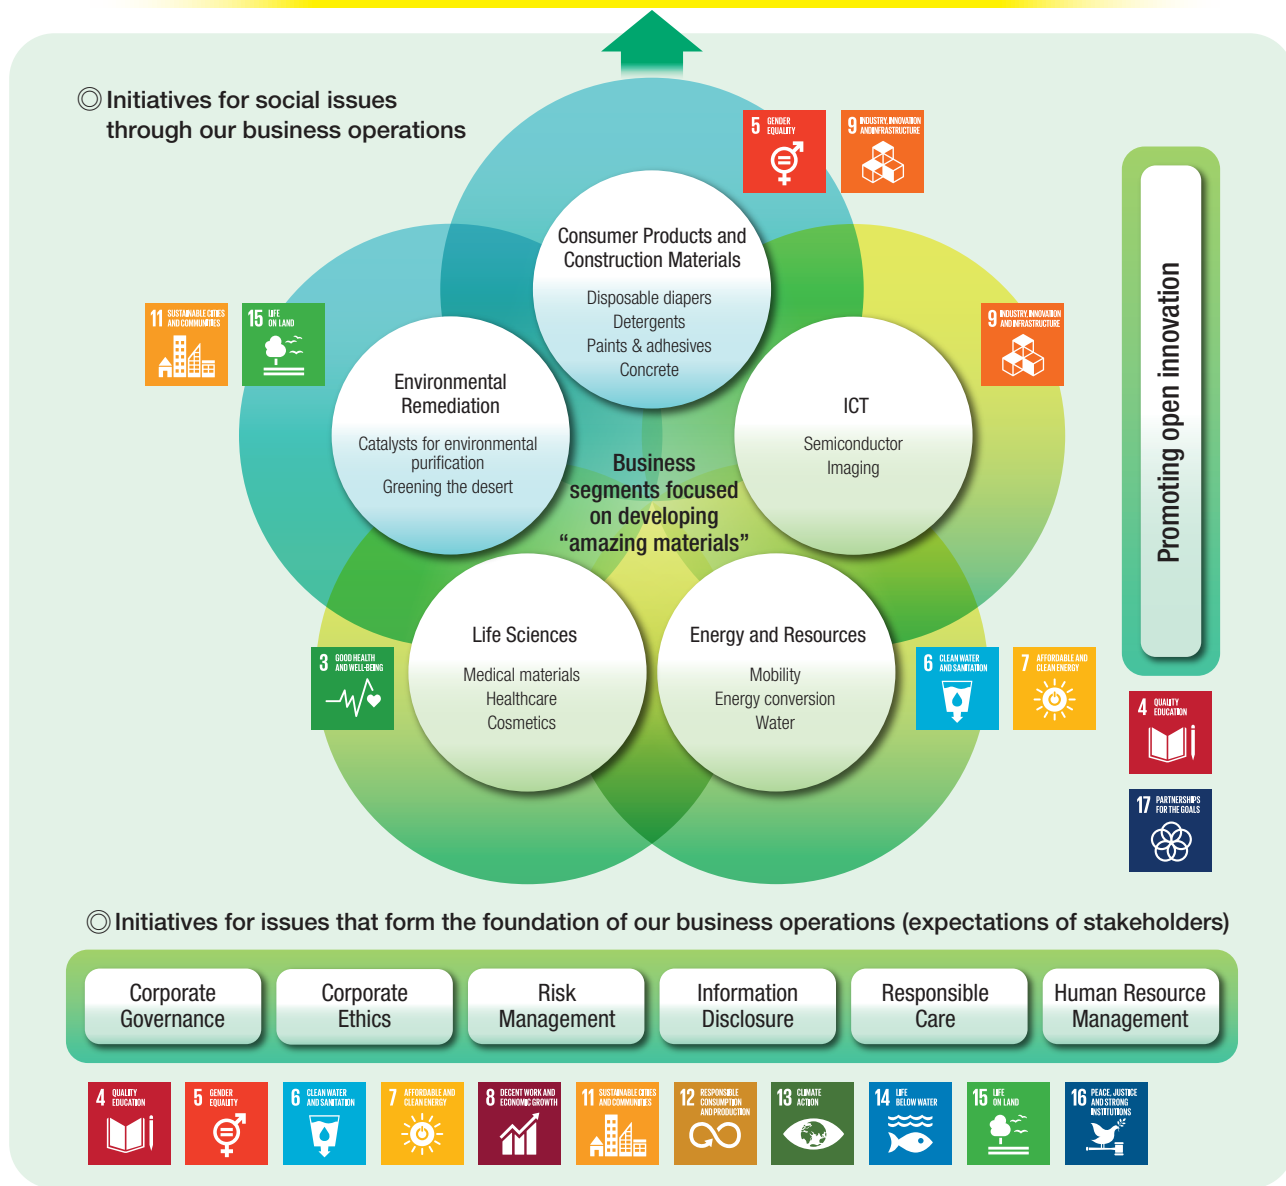 ◎ Initiatives for social issues
through our business operations
5 GENDER
EQUALITY
9 INDUSTRY, INNOVATION
AND INFRASTRUCTURE
Consumer Products and
Construction Materials
Disposable diapers
Detergents
Paints & adhesives
Concrete
11 SUSTAINABLE CITIES
AND COMMUNITIES
15 LIFE
ON LAND
Environmental
Remediation
Catalysts for environmental
purification
Greening the desert
9 INDUSTRY, INNOVATION
AND INFRASTRUCTURE
ICT
Semiconductor
Imaging
Business
segments focused
on developing
“amazing materials”
3 GOOD HEALTH
AND WELL-BEING
Life Sciences
Medical materials
Healthcare
Cosmetics
Energy and Resources
Mobility
Energy conversion
Water
6 CLEAN WATER
AND SANITATION
7 AFFORDABLE AND
CLEAN ENERGY
Promoting open innovation
4 QUALITY
EDUCATION
17 PARTNERSHIPS
FOR THE GOALS
◎ Initiatives for issues that form the foundation of our business operations (expectations of stakeholders)
Corporate
Governance
Corporate
Ethics
Risk
Management
Information
Disclosure
Responsible
Care
Human Resource
Management
4 QUALITY
EDUCATION
5 GENDER
EQUALITY
6 CLEAN WATER
AND SANITATION
7 AFFORDABLE AND
CLEAN ENERGY
8 DECENT WORK AND
ECONOMIC GROWTH
11 SUSTAINABLE CITIES
AND COMMUNITIES
12 RESPONSIBLE
CONSUMPTION
AND PRODUCTION
13 CLIMATE
ACTION
14 LIFE
BELOW WATER
15 LIFE
ON LAND
16 PEACE, JUSTICE
AND STRONG
INSTITUTIONS